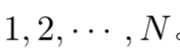 1, 2, ⋯ , N。